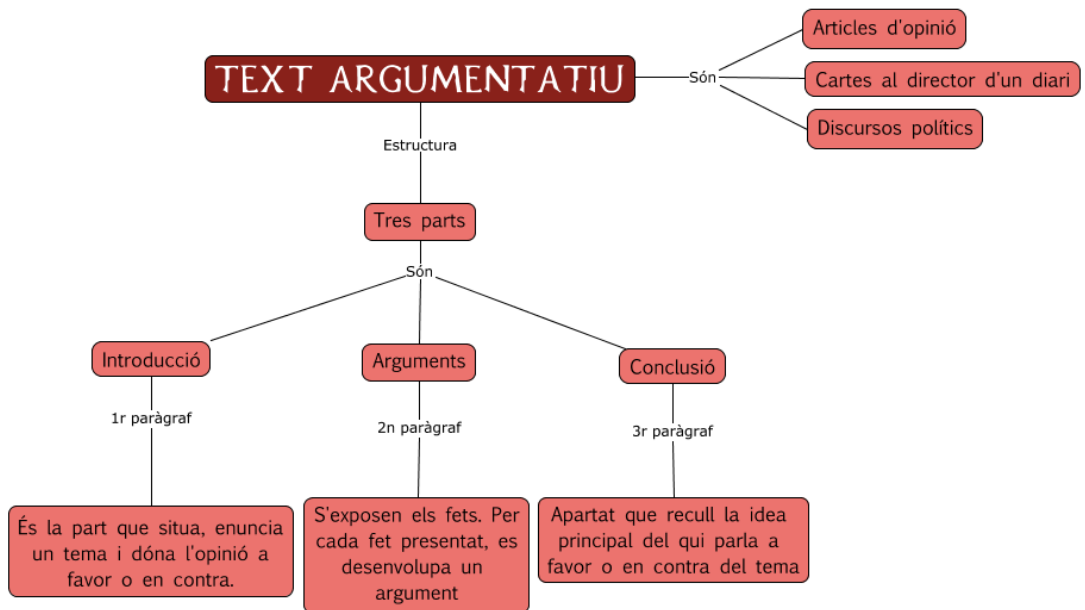 TEXT ARGUMENTATIU
Són
Articles d'opinió
Cartes al director d'un diari
Discursos polítics
Estructura
Tres parts
Són
Introducció
Arguments
Conclusió
1r paràgraf
2n paràgraf
3r paràgraf
És la part que situa, enuncia
un tema i dóna l'opinió a
favor o en contra.
S'exposen els fets. Per
cada fet presentat, es
desenvolupa un
argument
Apartat que recull la idea
principal del qui parla a
favor o en contra del tema